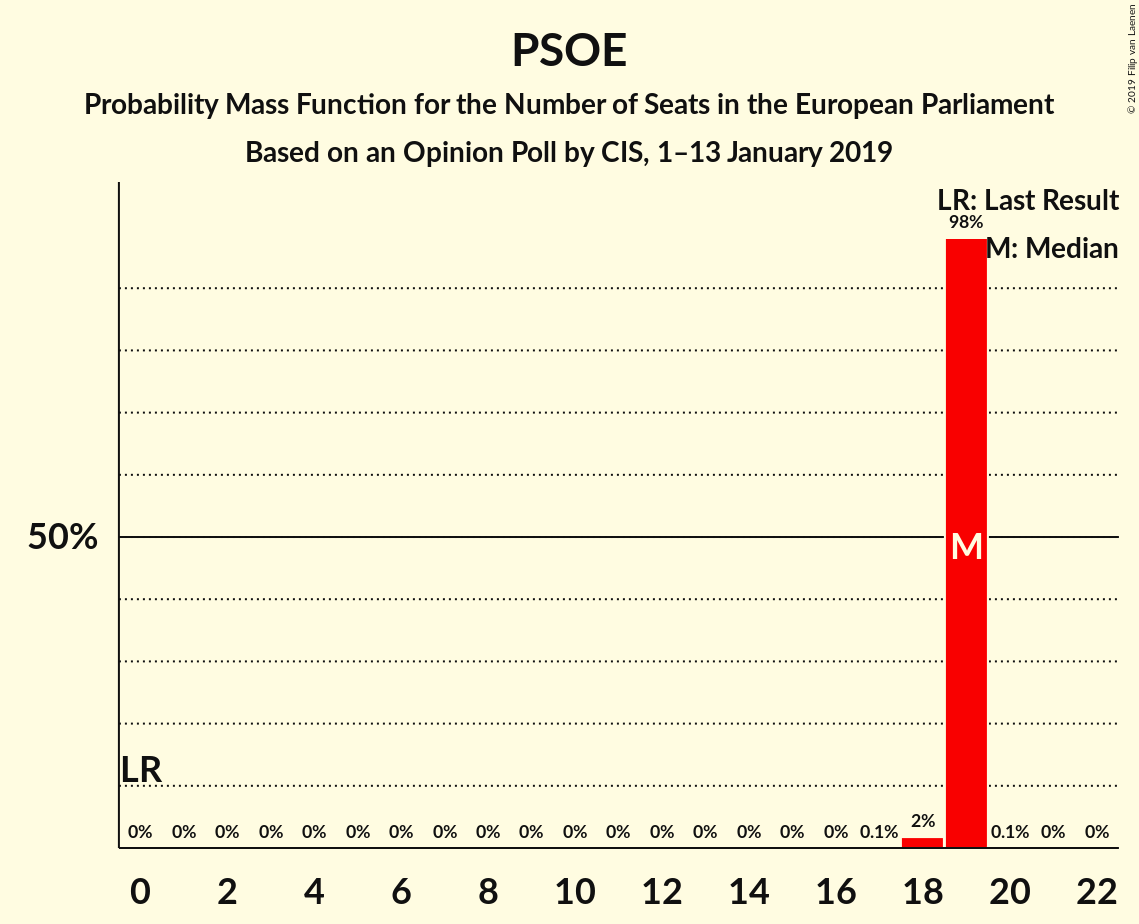 PSOE
Probability Mass Function for the Number of Seats in the European Parliament
Based on an Opinion Poll by CIS, 1–13 January 2019
© 2019 Filip van Laenen
LR: Last Result
M: Median
98%
50%
M
LR
0% 0% 0% 0% 0% 0% 0% 0% 0% 0% 0% 0% 0% 0% 0% 0% 0% 0.1% 2% 0.1% 0% 0%
0 2 4 6 8 10 12 14 16 18 20 22